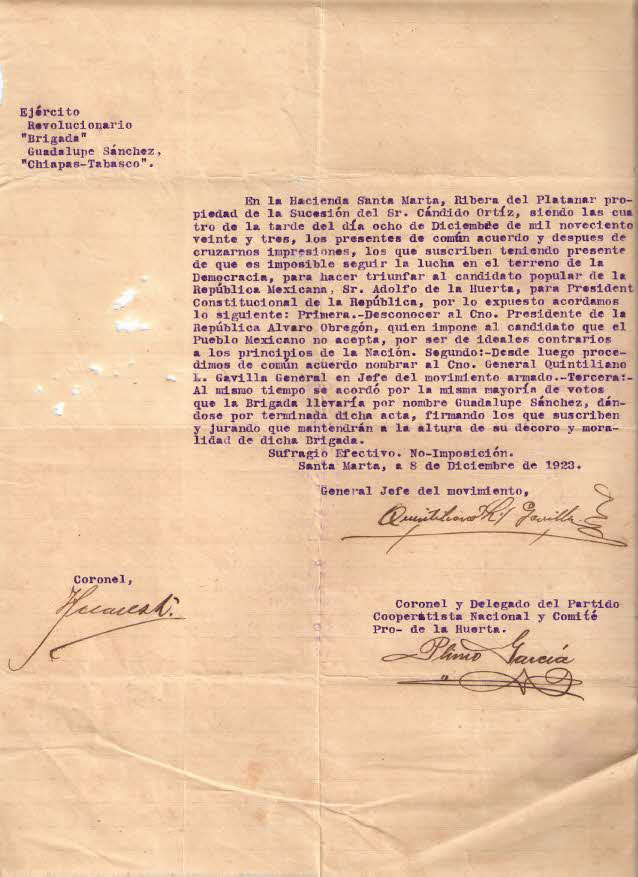 Ejército
Revolucionario
"Brigada"
Guadalupe Sánchez,
"Chiapas-Tabasco".
En la Hacienda Santa Marta, Ribera del Platanar pro-
piedad de la Sucesión del Sr. Cándido Ortíz, siendo las cua
tro de la tarde del día ocho de Diciembre de mil noveciento
veinte y tres, los presentes de común acuerdo y despues de
cruzarnos impresiones, los que suscriben teniendo presente
de que es imposible seguir la lucha en el terreno de la
Democracia, para hacer triunfar al candidato popular de la
República Mexicana, Sr. Adolfo de la Huerta, para President
Constitucional de la República, por lo expuesto acordamos
lo siguiente: Primera.-Desconocer al Cno. Presidente de la
República Alvaro Obregón, quien impone al candidato que el
Pueblo Mexicano no acepta, por ser de ideales contrarios
a los principios de la Nación. Segundo:-Desde luego proce-
dimos de común acuerdo nombrar al Cno. General Quintiliano
L. Gavilla General en Jefe del movimiento armado.-Tercera:-
Al mismo tiempo se acordó por la misma mayoría de votos
que la Brigada llevaría por nombre Guadalupe Sánchez, dán-
dose por terminada dicha acta, firmando los que suscriben
y jurando que mantendrán a la altura de su decoro y mora-
lidad de dicha Brigada.
Sufragio Efectivo. No-Imposición.
Santa Marta, a 8 de Diciembre de 1923.
General Jefe del movimiento,
Gavilla
Coronel,
Coronel y Delegado del Partido
Cooperatista Nacional y Comité
Pro- de la Huerta.
Plinio García